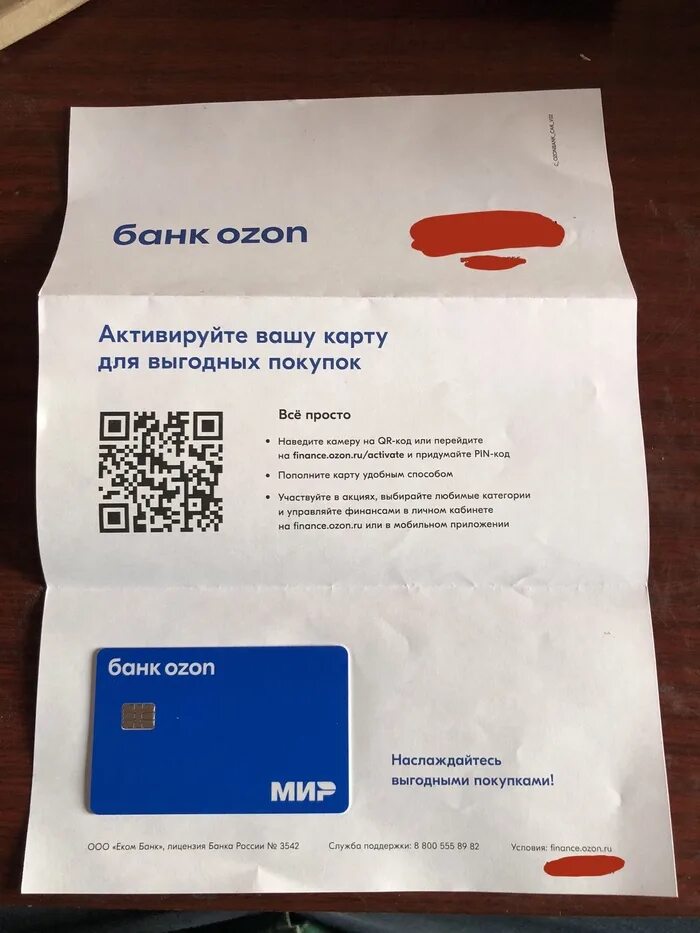 C_OZONBANK_C4/L_V02
банк ozon
Активируйте вашу карту
для выгодных покупок
Всё просто
• Наведите камеру на QR-код или перейдите
на finance.ozon.ru/activate и придумайте PIN-код
• Пополните карту удобным способом
• Участвуйте в акциях, выбирайте любимые категории
и управляйте финансами в личном кабинете
на finance.ozon.ru или в мобильном приложении
банк ozon
МИР
Наслаждайтесь
выгодными покупками!
ООО «Еком Банк», лицензия Банка России № 3542 Служба поддержки: 8 800 555 89 82 Условия: finance.ozon.ru